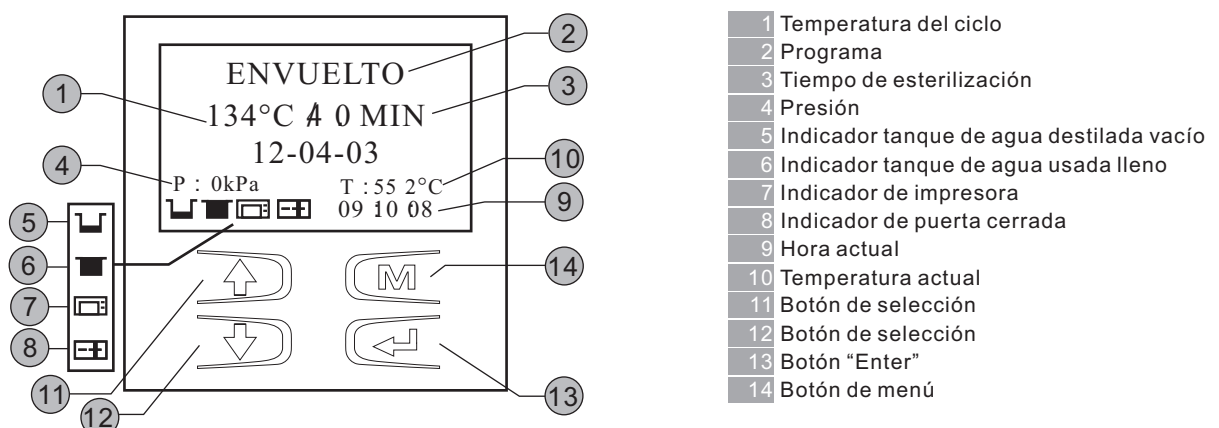 ENVUELTO
134°C 4 0 MIN
12-04-03
P : 0kPa
T :55 2°C
09 10 08
M
1
2
3
4
5
6
7
8
9
10
11
12
13
14
1 Temperatura del ciclo
2 Programa
3 Tiempo de esterilización
4 Presión
5 Indicador tanque de agua destilada vacío
6 Indicador tanque de agua usada lleno
7 Indicador de impresora
8 Indicador de puerta cerrada
9 Hora actual
10 Temperatura actual
11 Botón de selección
12 Botón de selección
13 Botón “Enter”
14 Botón de menú